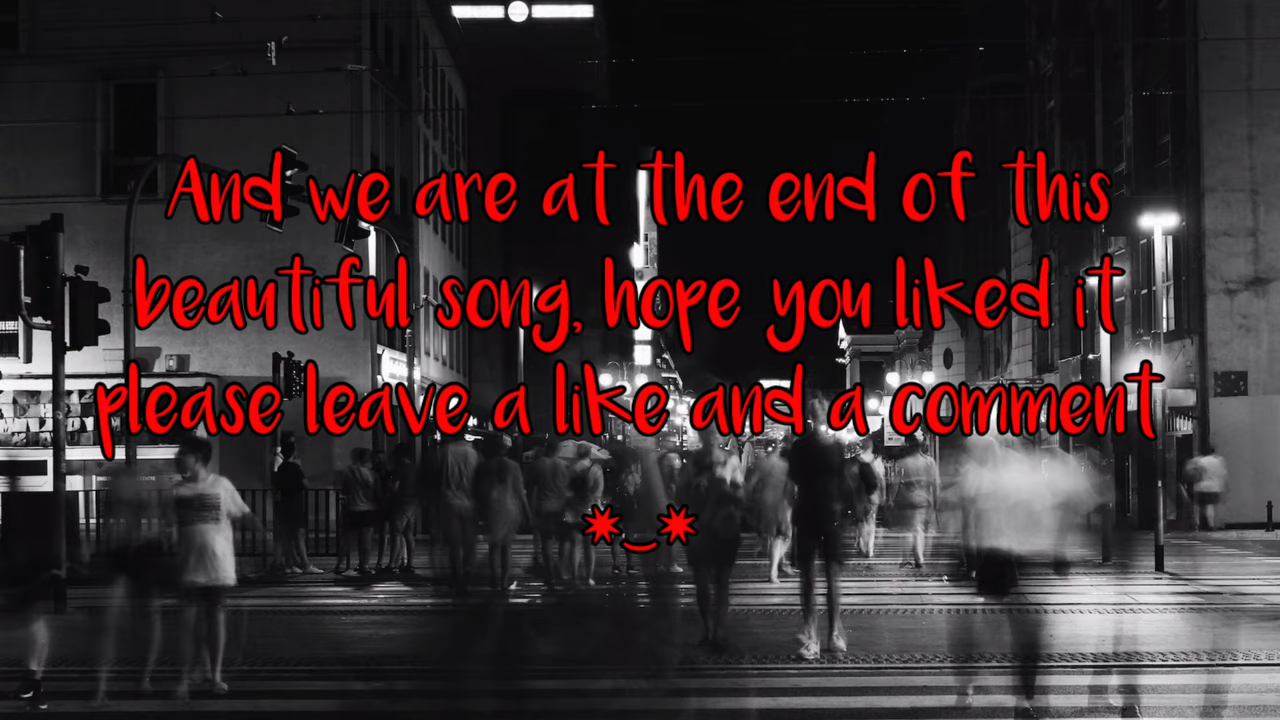 And we are at the end of this
beautiful song, hope you liked it
please leave a like and a comment
*_*